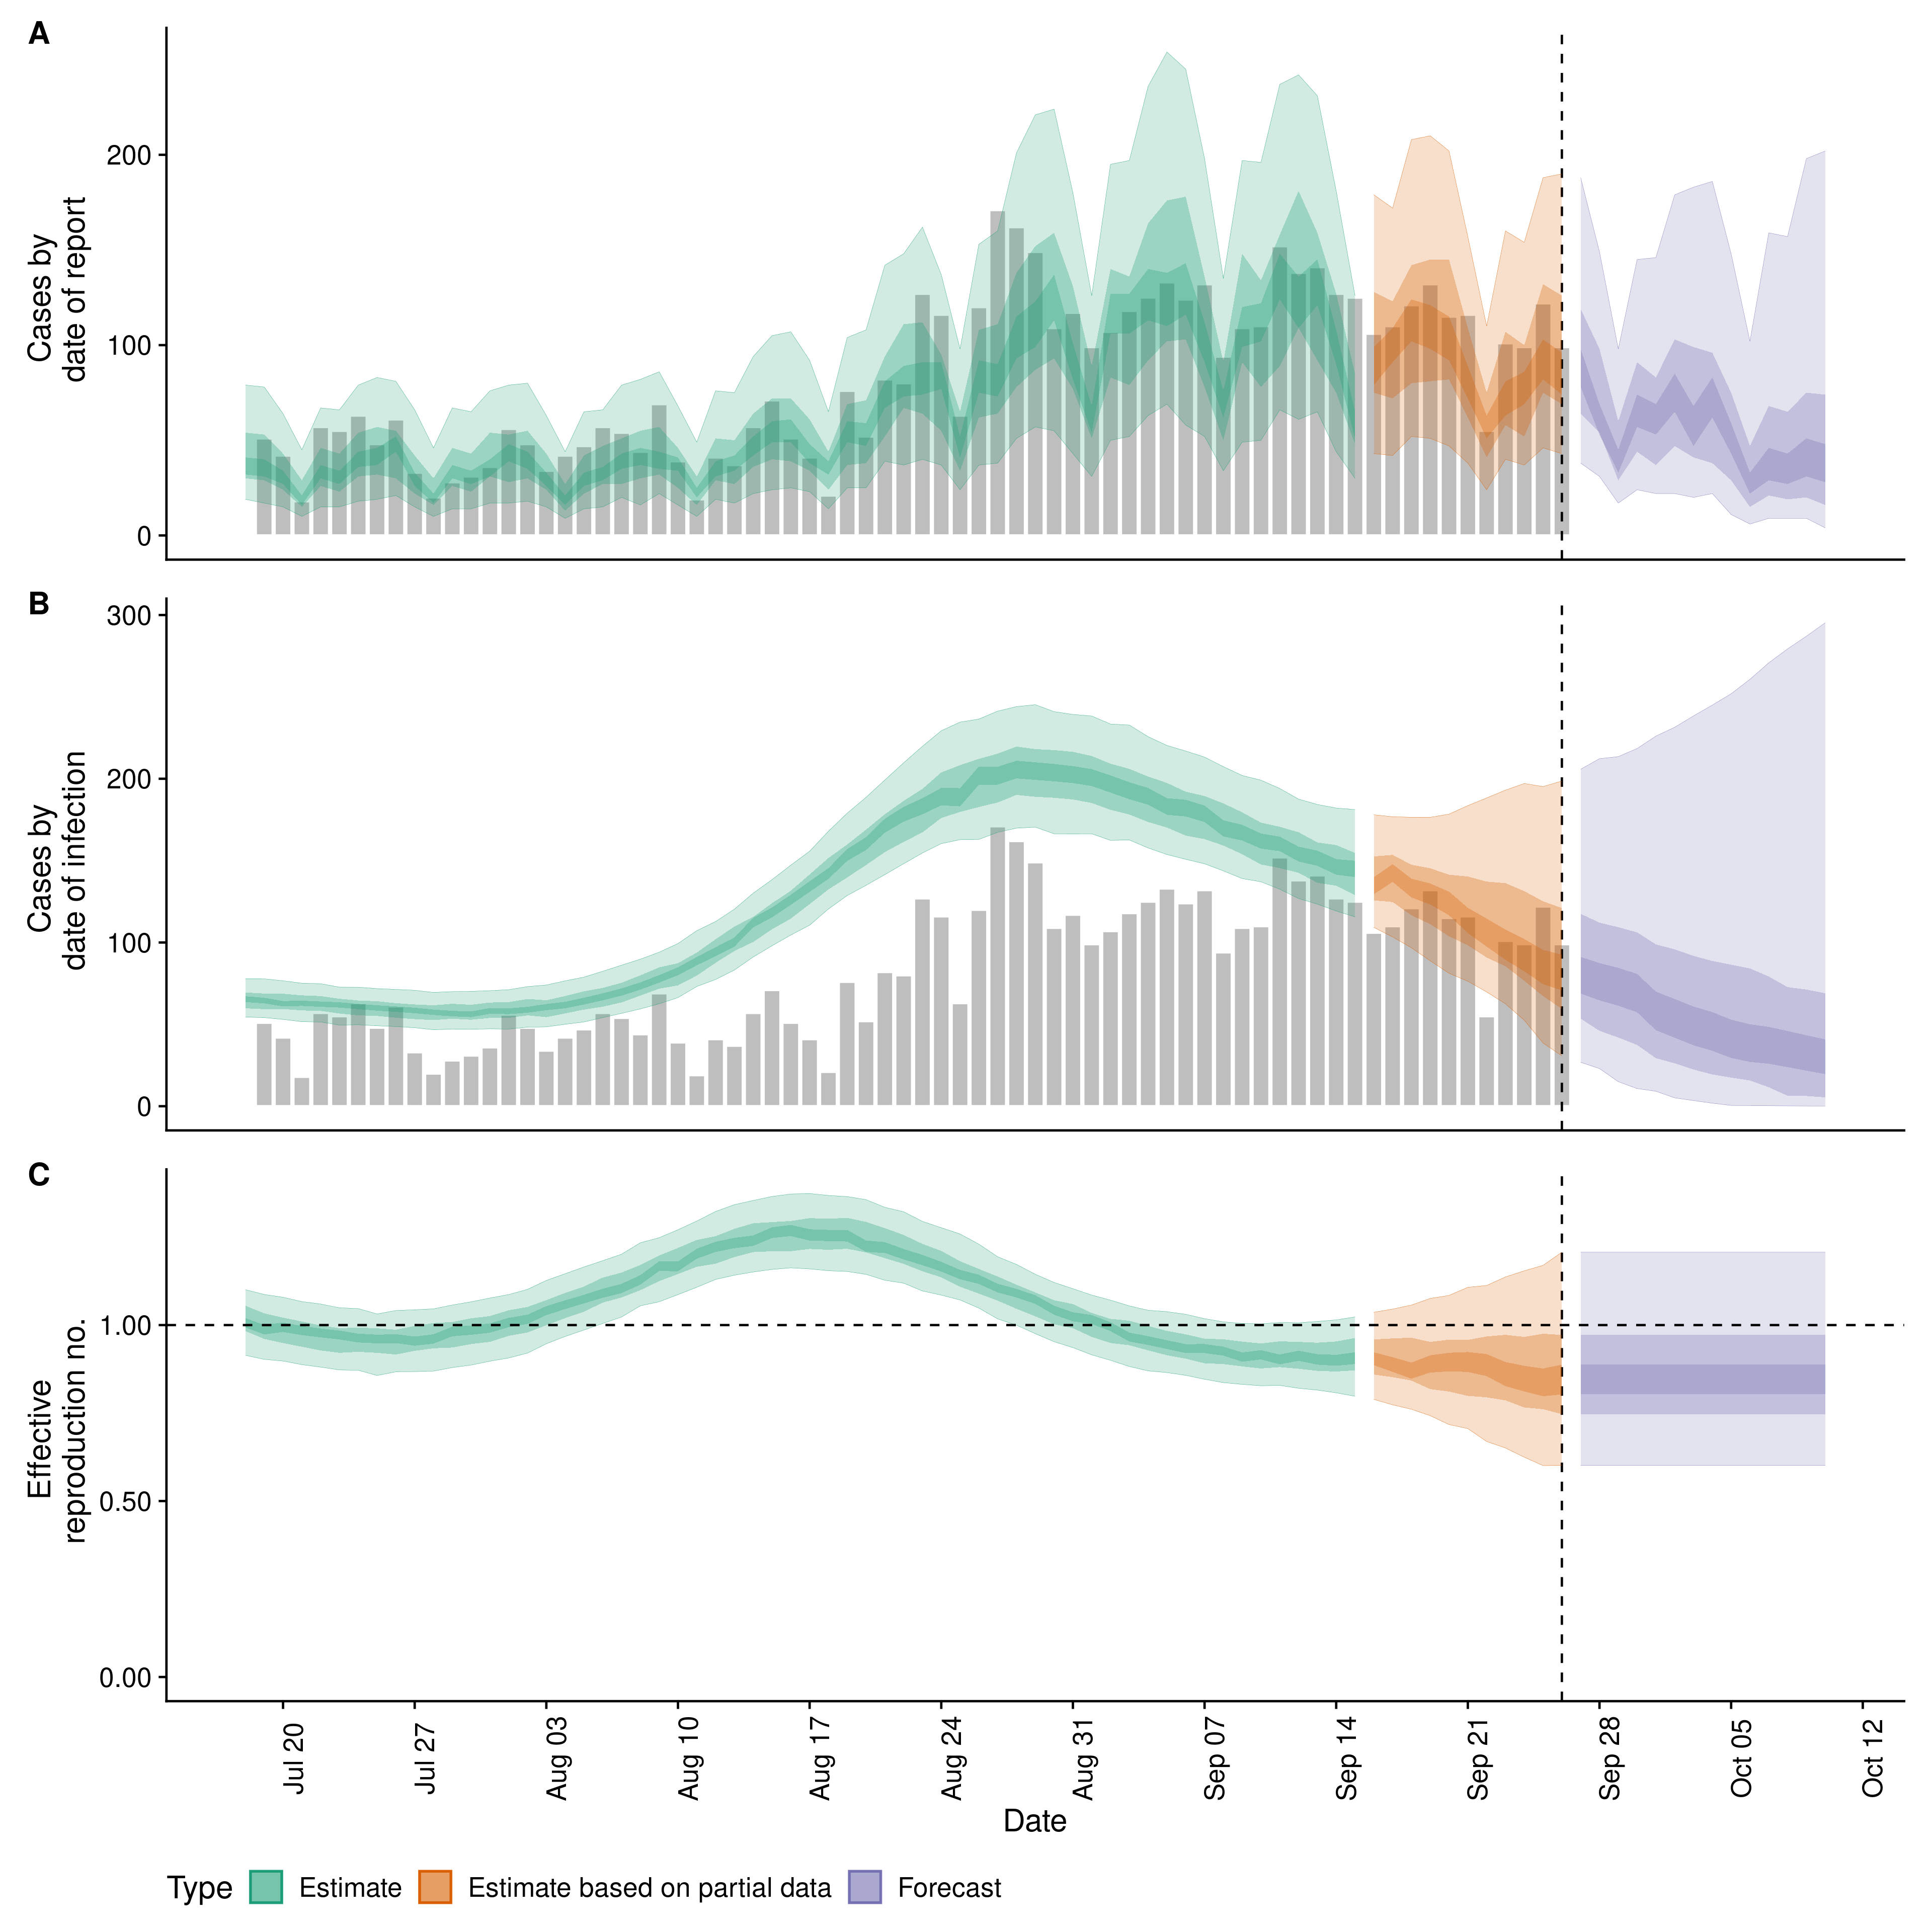 A
Cases by
date of report
200
100
0
B
Cases by
date of infection
300
200
100
0
C
Effective
reproduction no.
1.00
0.50
0.00
Jul 20
Jul 27
Aug 03
Aug 10
Aug 17
Aug 24
Aug 31
Sep 07
Sep 14
Sep 21
Sep 28
Oct 05
Oct 12
Date
Type Estimate Estimate based on partial data Forecast